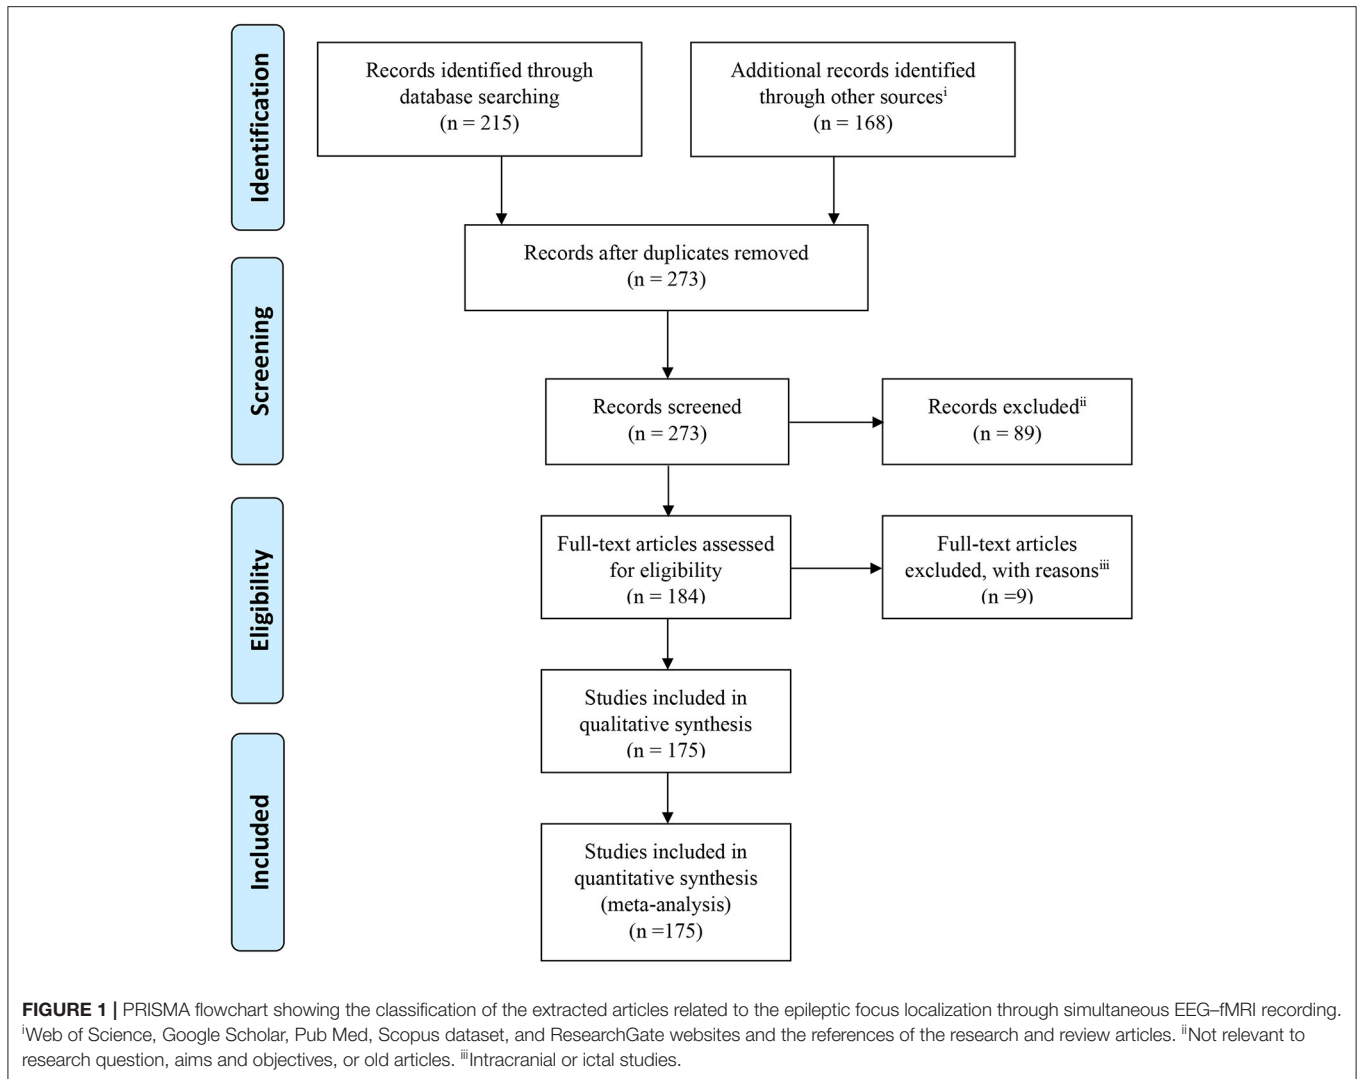 Identification
Records identified through
database searching
(n = 215)
Additional records identified
through other sourcesⁱ
(n = 168)
Records after duplicates removed
(n = 273)
Screening
Records screened
(n = 273)
Records excludedⁱⁱ
(n = 89)
Eligibility
Full-text articles assessed
for eligibility
(n = 184)
Full-text articles
excluded, with reasonsⁱⁱⁱ
(n =9)
Studies included in
qualitative synthesis
(n = 175)
Included
Studies included in
quantitative synthesis
(meta-analysis)
(n =175)
FIGURE 1 | PRISMA flowchart showing the classification of the extracted articles related to the epileptic focus localization through simultaneous EEG–fMRI recording.
ⁱWeb of Science, Google Scholar, Pub Med, Scopus dataset, and ResearchGate websites and the references of the research and review articles. ⁱⁱNot relevant to
research question, aims and objectives, or old articles. ⁱⁱⁱIntracranial or ictal studies.